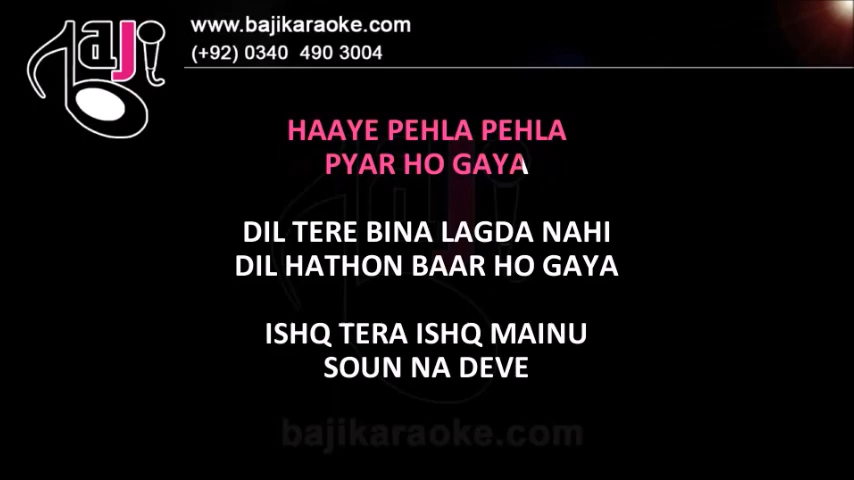 Baji
www.bajikaraoke.com
(+92) 0340 490 3004
HAAYE PEHLA PEHLA
PYAR HO GAYA
DIL TERE BINA LAGDA NAHI
DIL HATHON BAAR HO GAYA
ISHQ TERA ISHQ MAINU
SOUN NA DEVE
bajikaraoke.com